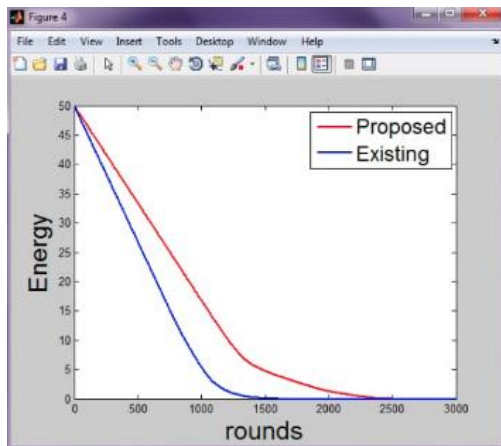 Figure 4
File Edit View Insert Tools Desktop Window Help
Proposed
Existing
Energy
50
45
40
35
30
25
20
15
10
5
0
0 500 1000 1500 2000 2500 3000
rounds